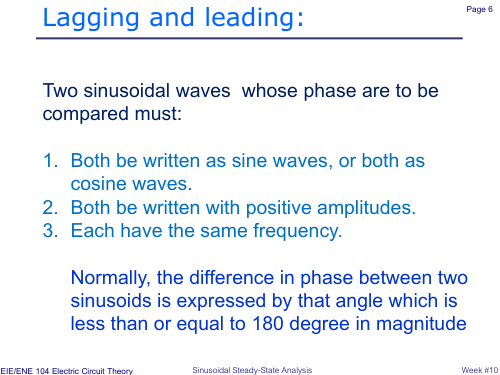 Lagging and leading:
Page 6
Two sinusoidal waves  whose phase are to be
compared must:
1. Both be written as sine waves, or both as
cosine waves.
2. Both be written with positive amplitudes.
3. Each have the same frequency.
Normally, the difference in phase between two
sinusoids is expressed by that angle which is
less than or equal to 180 degree in magnitude
EIE/ENE 104 Electric Circuit Theory
Sinusoidal Steady-State Analysis
Week #10